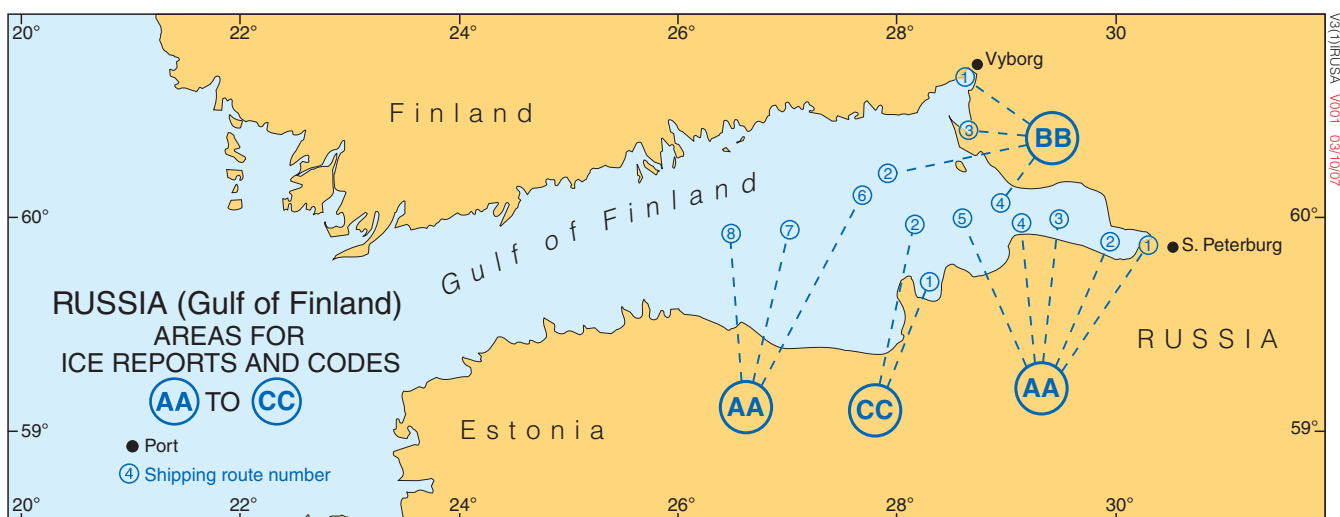 20° 22° 24° 26° 28° 30
Vyborg
1
Finland
3
BB
2
6
4
60° 60°
Gulf of Finland
8 7 2 5 4 3 2 1
S. Peterburg
1
RUSSIA (Gulf of Finland)
AREAS FOR
ICE REPORTS AND CODES
AA TO CC
RUSSIA
AA CC AA
Estonia
59° 59°
Port
4 Shipping route number
20° 22° 24° 26° 28° 30°
V3(1)IRUSA V001 03/10/07